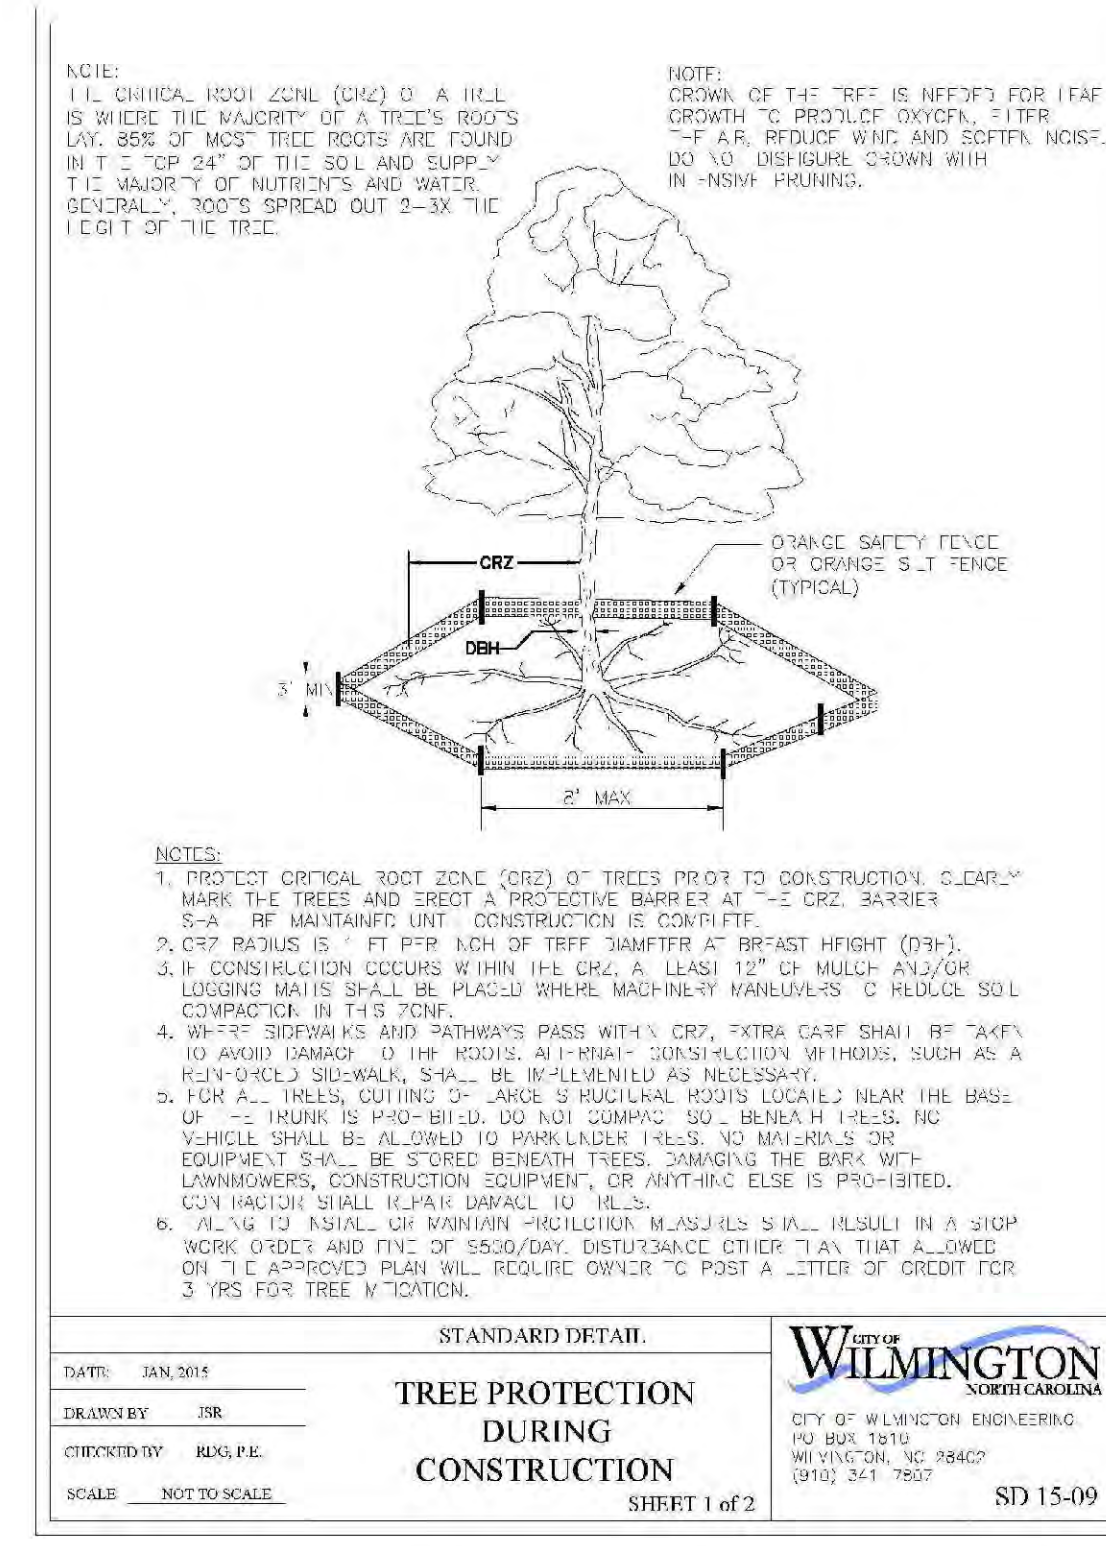 NOTE:
THE CRITICAL ROOT ZONE (CRZ) OF A TREE
IS WHERE THE MAJORITY OF A TREE'S ROOTS
LAY. 85% OF MOST TREE ROOTS ARE FOUND
IN THE TOP 24" OF THE SOIL AND SUPPLY
THE MAJORITY OF NUTRIENTS AND WATER.
GENERALLY, ROOTS SPREAD OUT 2-3X THE
HEIGHT OF THE TREE.
NOTE:
CROWN OF THE TREE IS NEEDED FOR LEAF
GROWTH TO PRODUCE OXYGEN, FILTER
THE AIR, REDUCE WIND AND SOFTEN NOISE.
DO NOT DISFIGURE CROWN WITH
INTENSIVE PRUNING.
ORANGE SAFETY FENCE
OR ORANGE SILT FENCE
(TYPICAL)
CRZ
DBH
3' MIN
8' MAX
NOTES:
1. PROTECT CRITICAL ROOT ZONE (CRZ) OF TREES PRIOR TO CONSTRUCTION. CLEARLY
MARK THE TREES AND ERECT A PROTECTIVE BARRIER AT THE CRZ. BARRIER
SHALL BE MAINTAINED UNTIL CONSTRUCTION IS COMPLETE.
2. CRZ RADIUS IS 1 FT PER INCH OF TREE DIAMETER AT BREAST HEIGHT (DBH).
3. IF CONSTRUCTION OCCURS WITHIN THE CRZ, AT LEAST 12" OF MULCH AND/OR
LOGGING MATTS SHALL BE PLACED WHERE MACHINERY MANEUVERS TO REDUCE SOIL
COMPACTION IN THIS ZONE.
4. WHERE SIDEWALKS AND PATHWAYS PASS WITHIN CRZ, EXTRA CARE SHALL BE TAKEN
TO AVOID DAMAGE TO THE ROOTS. ALTERNATE CONSTRUCTION METHODS, SUCH AS A
REINFORCED SIDEWALK, SHALL BE IMPLEMENTED AS NECESSARY.
5. FOR ALL TREES, CUTTING OF LARGE STRUCTURAL ROOTS LOCATED NEAR THE BASE
OF THE TRUNK IS PROHIBITED. DO NOT COMPACT SOIL BENEATH TREES. NO
VEHICLE SHALL BE ALLOWED TO PARK UNDER TREES. NO MATERIALS OR
EQUIPMENT SHALL BE STORED BENEATH TREES. DAMAGING THE BARK WITH
LAWNMOWERS, CONSTRUCTION EQUIPMENT, OR ANYTHING ELSE IS PROHIBITED.
CONTRACTOR SHALL REPAIR DAMAGE TO TREES.
6. FAILING TO INSTALL OR MAINTAIN PROTECTION MEASURES SHALL RESULT IN A STOP
WORK ORDER AND FINE OF $500/DAY. DISTURBANCE OTHER THAN THAT ALLOWED
ON THE APPROVED PLAN WILL REQUIRE OWNER TO POST A LETTER OF CREDIT FOR
3 YRS FOR TREE MITIGATION.
STANDARD DETAIL
DATE: JAN, 2015
DRAWN BY JSR
CHECKED BY RDG, P.E.
SCALE NOT TO SCALE
TREE PROTECTION
DURING
CONSTRUCTION
SHEET 1 of 2
CITY OF
WILMINGTON
NORTH CAROLINA
CITY OF WILMINGTON ENGINEERING
PO BOX 1810
WILMINGTON, NC 28402
(910) 341-7807
SD 15-09